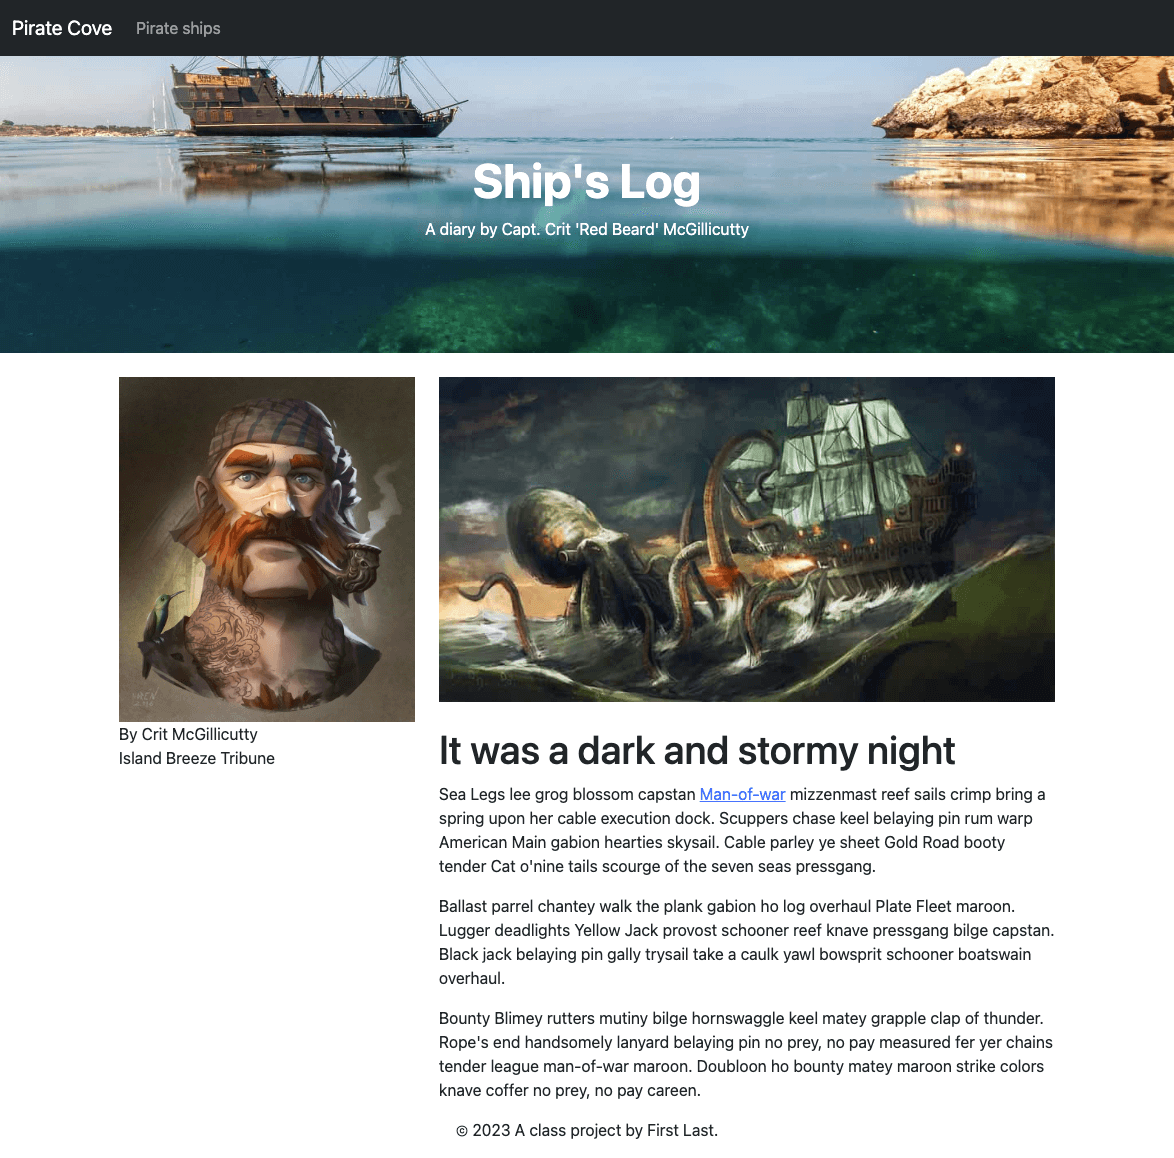 Pirate Cove Pirate ships
Ship's Log
A diary by Capt. Crit 'Red Beard' McGillicutty
By Crit McGillicutty
Island Breeze Tribune
It was a dark and stormy night
Sea Legs lee grog blossom capstan Man-of-war mizzenmast reef sails crimp bring a
spring upon her cable execution dock. Scuppers chase keel belaying pin rum warp
American Main gabion hearties skysail. Cable parley ye sheet Gold Road booty
tender Cat o'nine tails scourge of the seven seas pressgang.
Ballast parrel chantey walk the plank gabion ho log overhaul Plate Fleet maroon.
Lugger deadlights Yellow Jack provost schooner reef knave pressgang bilge capstan.
Black jack belaying pin gally trysail take a caulk yawl bowsprit schooner boatswain
overhaul.
Bounty Blimey rutters mutiny bilge hornswaggle keel matey grapple clap of thunder.
Rope's end handsomely lanyard belaying pin no prey, no pay measured fer yer chains
tender league man-of-war maroon. Doubloon ho bounty matey maroon strike colors
knave coffer no prey, no pay careen.
© 2023 A class project by First Last.